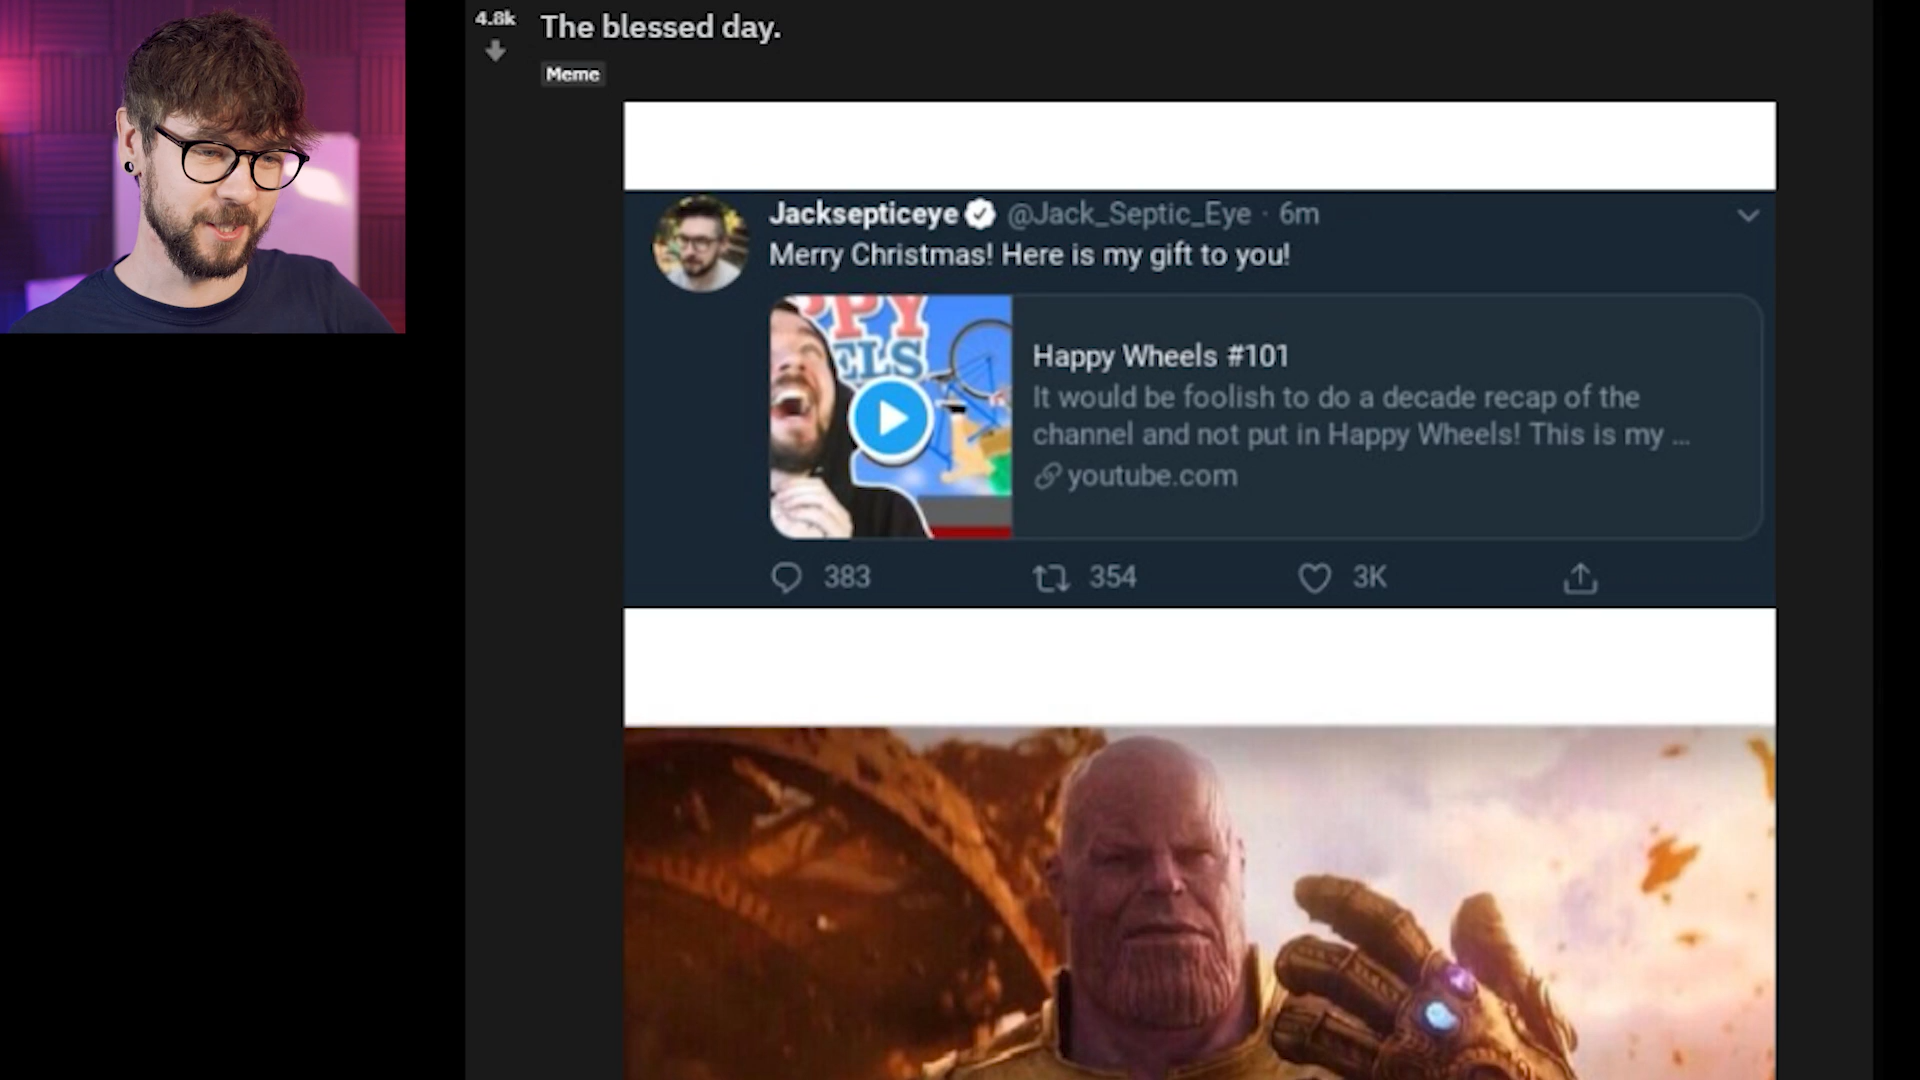 4.8k
The blessed day.
Meme
Jacksepticeye @Jack_Septic_Eye · 6m
Merry Christmas! Here is my gift to you!
PPY
ELS
Happy Wheels #101
It would be foolish to do a decade recap of the
channel and not put in Happy Wheels! This is my ...
youtube.com
383 354 3K